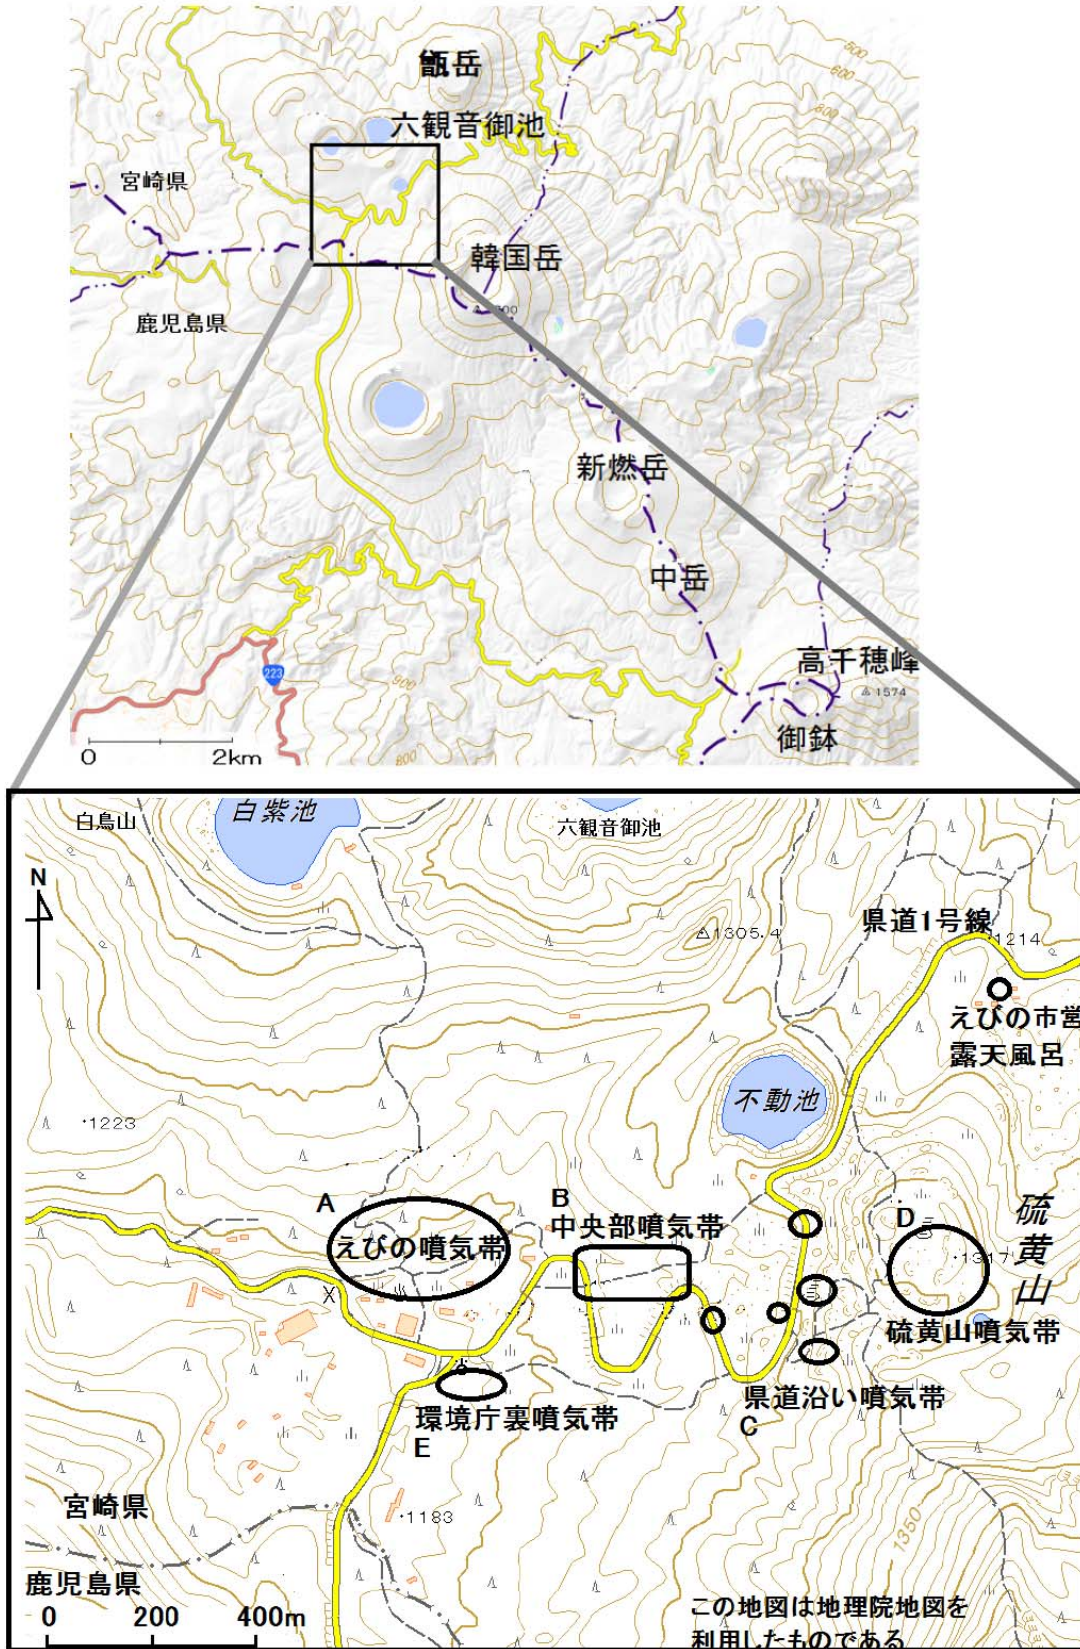 甑岳
500
600
800
六観音御池
宮崎県
韓国岳
鹿児島県
新燃岳
中岳
高千穂峰
1574
223
900
御鉢
800
0 2km
白鳥山
白紫池
六観音御池
N
県道1号線
1305.4
1214
えびの市営
露天風呂
不動池
1223
A
えびの噴気帯
B
中央部噴気帯
D
硫黄山
1317
硫黄山噴気帯
県道沿い噴気帯
C
環境庁裏噴気帯
E
宮崎県
1183
1350
鹿児島県
0 200 400m
この地図は地理院地図を
利用したものである